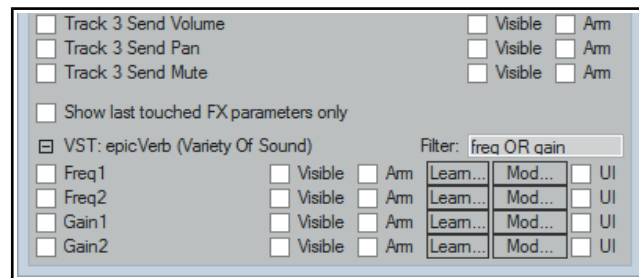 Track 3 Send Volume Visible Arm
Track 3 Send Pan Visible Arm
Track 3 Send Mute Visible Arm
Show last touched FX parameters only
VST: epicVerb (Variety Of Sound) Filter: freq OR gain
Freq1 Visible Arm Learn... Mod... UI
Freq2 Visible Arm Learn... Mod... UI
Gain1 Visible Arm Learn... Mod... UI
Gain2 Visible Arm Learn... Mod... UI